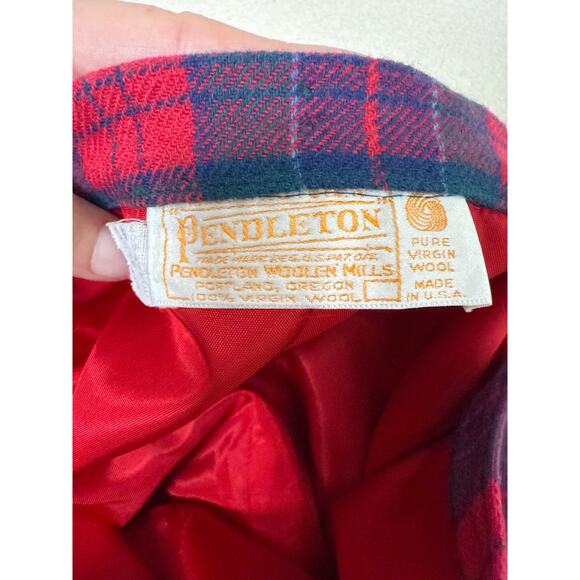 PENDLETON
TRADE MARK REG. U.S. PAT. OFF.
PENDLETON WOOLEN MILLS
PORTLAND, OREGON
100% VIRGIN WOOL
PURE
VIRGIN
WOOL
MADE
IN U.S.A.